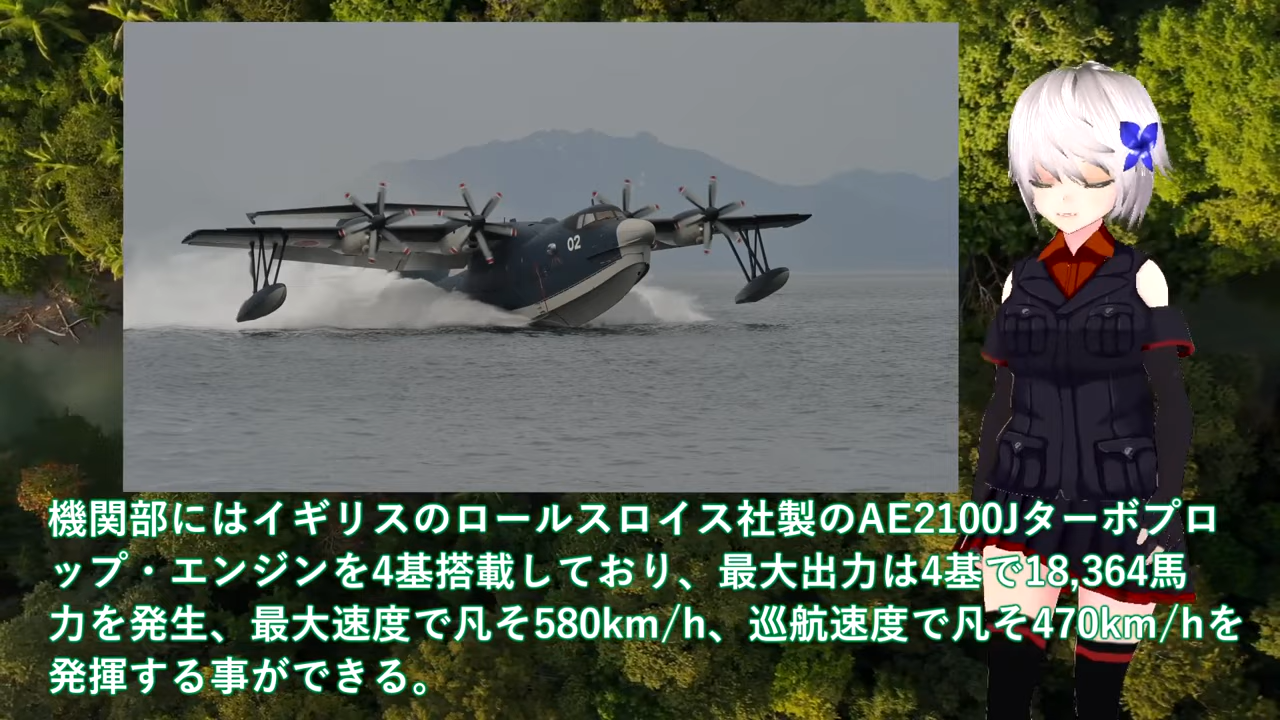 02
機関部にはイギリスのロールスロイス社製のAE2100Jターボプロ
ップ・エンジンを4基搭載しており、最大出力は4基で18,364馬
力を発生、最大速度で凡そ580km/h、巡航速度で凡そ470km/hを
発揮する事ができる。